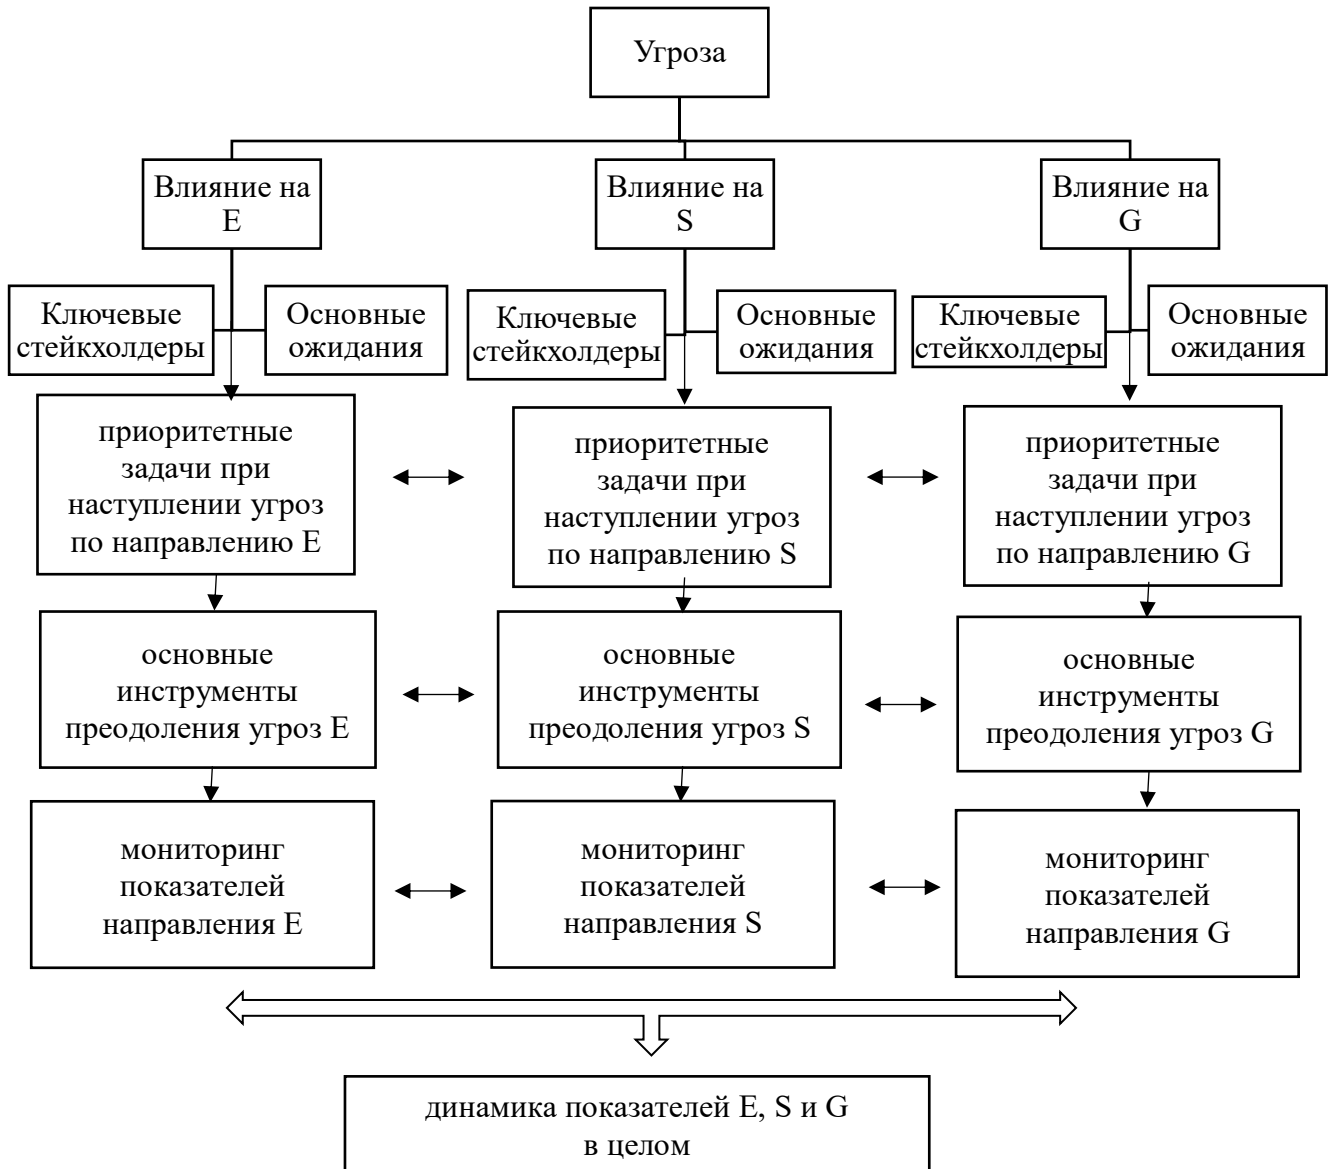 Угроза
Влияние на
E
Влияние на
S
Влияние на
G
Ключевые
стейкхолдеры
Основные
ожидания
Ключевые
стейкхолдеры
Основные
ожидания
Ключевые
стейкхолдеры
Основные
ожидания
приоритетные
задачи при
наступлении угроз
по направлению E
приоритетные
задачи при
наступлении угроз
по направлению S
приоритетные
задачи при
наступлении угроз
по направлению G
основные
инструменты
преодоления угроз E
основные
инструменты
преодоления угроз S
основные
инструменты
преодоления угроз G
мониторинг
показателей
направления E
мониторинг
показателей
направления S
мониторинг
показателей
направления G
динамика показателей E, S и G
в целом